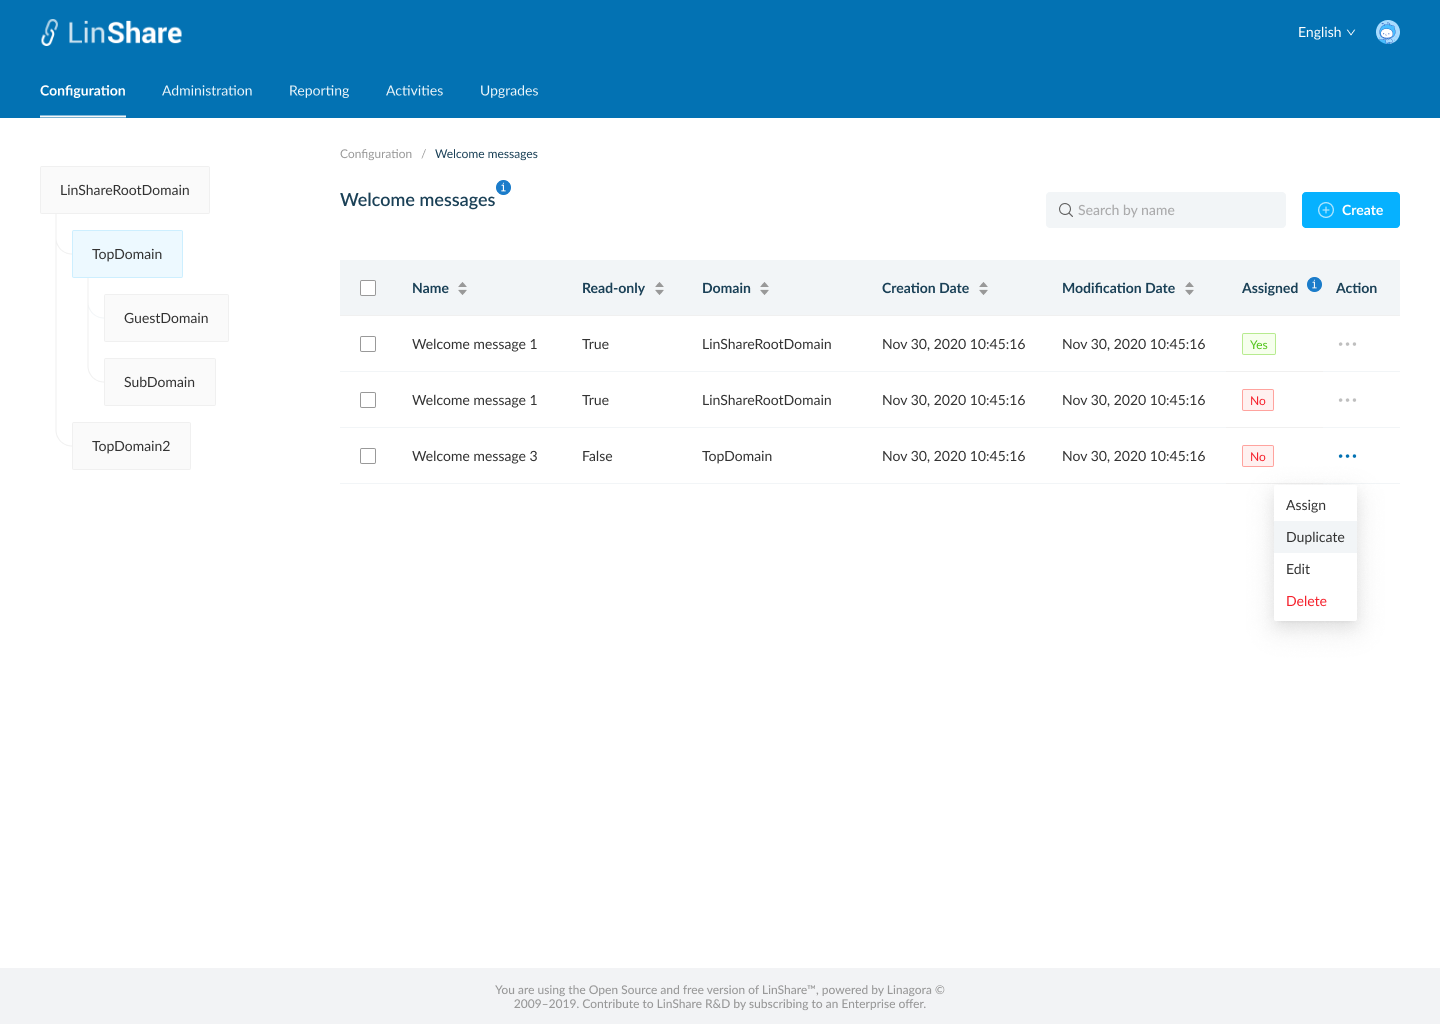 LinShare
English
Configuration Administration Reporting Activities Upgrades
LinShareRootDomain
TopDomain
GuestDomain
SubDomain
TopDomain2
Configuration / Welcome messages
Welcome messages i
Search by name
Create
Name Read-only Domain Creation Date Modification Date Assigned 1 Action
Welcome message 1 True LinShareRootDomain Nov 30, 2020 10:45:16 Nov 30, 2020 10:45:16 Yes
Welcome message 1 True LinShareRootDomain Nov 30, 2020 10:45:16 Nov 30, 2020 10:45:16 No
Welcome message 3 False TopDomain Nov 30, 2020 10:45:16 Nov 30, 2020 10:45:16 No
Assign
Duplicate
Edit
Delete
You are using the Open Source and free version of LinShare™, powered by Linagora ©
2009–2019. Contribute to LinShare R&D by subscribing to an Enterprise offer.